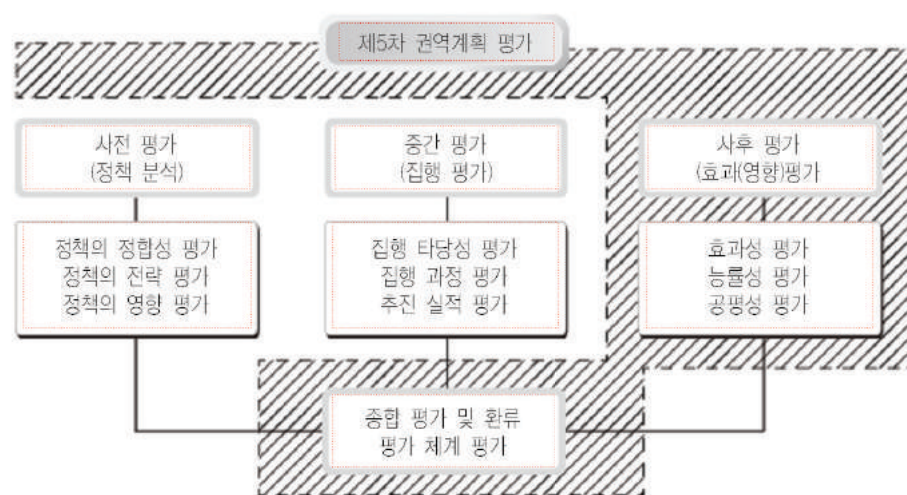 제5차 권역계획 평가
사전 평가
(정책 분석)
중간 평가
(집행 평가)
사후 평가
(효과(영향)평가
정책의 정합성 평가
정책의 전략 평가
정책의 영향 평가
집행 타당성 평가
집행 과정 평가
추진 실적 평가
효과성 평가
능률성 평가
공평성 평가
종합 평가 및 환류
평가 체계 평가